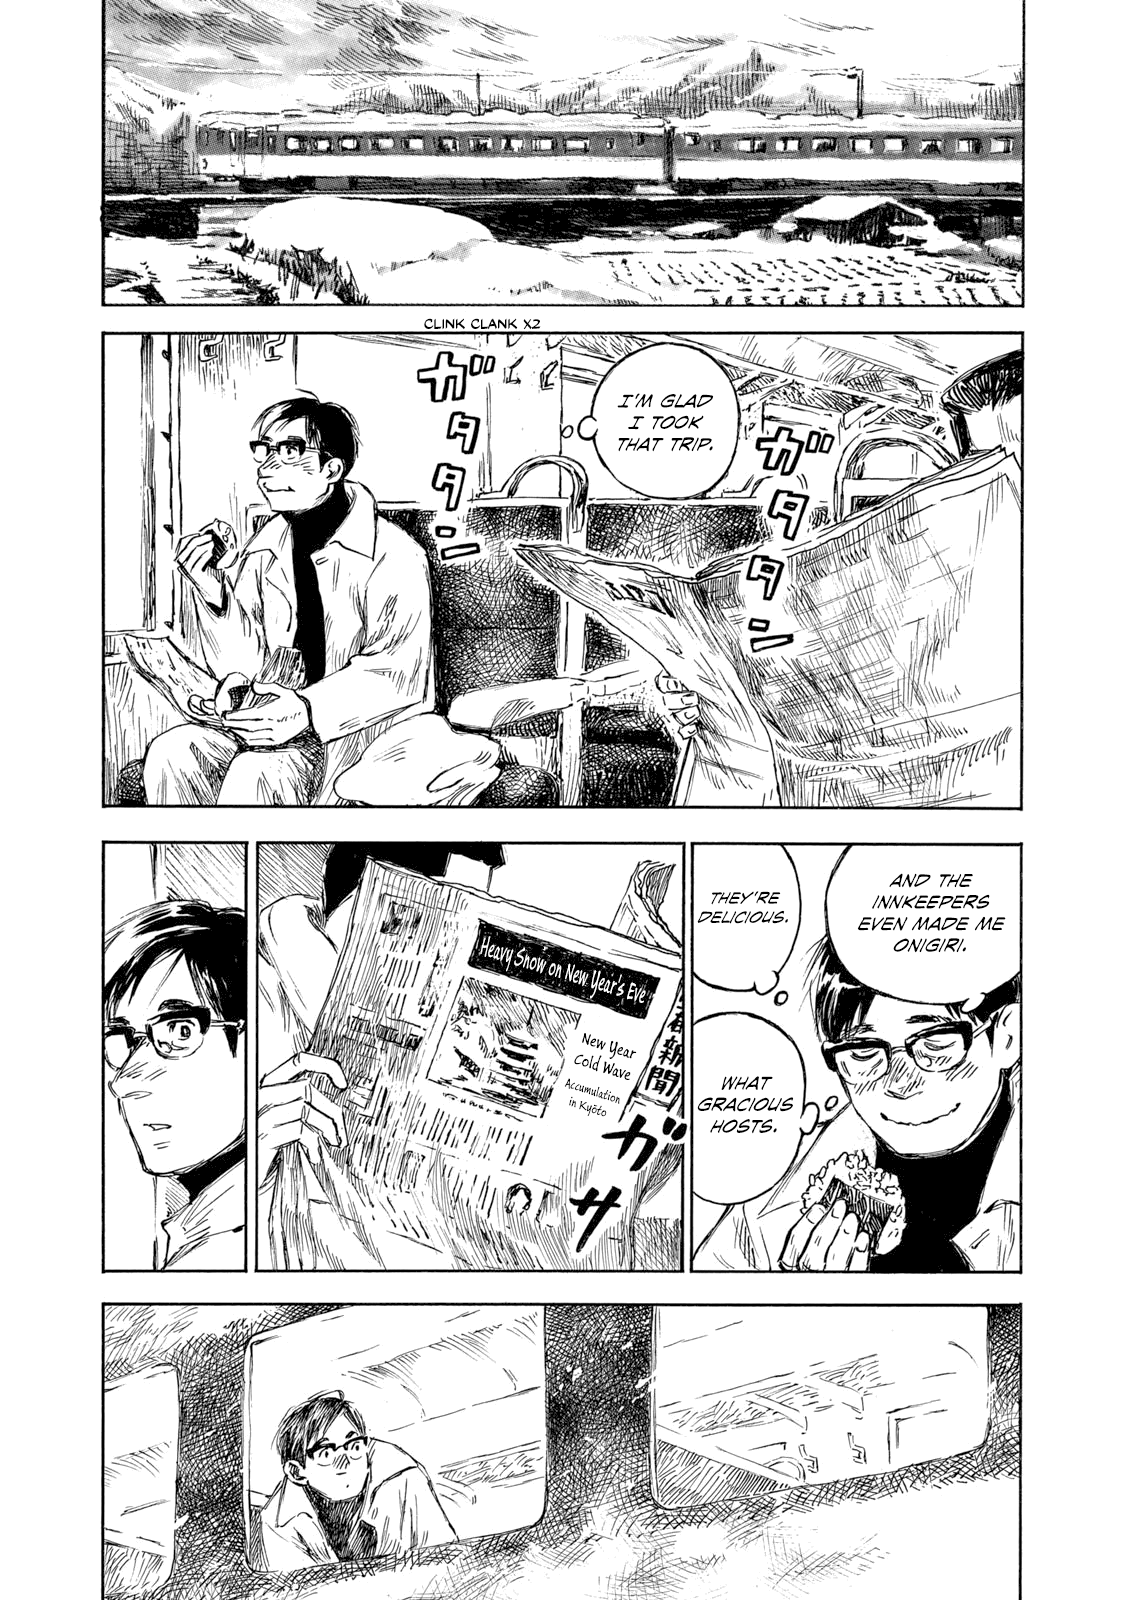 CLINK CLANK X2
ガタタン
I'M GLAD
I TOOK
THAT TRIP.
ガタタン
AND THE
INNKEEPERS
EVEN MADE ME
ONIGIRI.
THEY'RE
DELICIOUS.
WHAT
GRACIOUS
HOSTS.
Heavy Snow on New Year's Eve
New Year
Cold Wave
Accumulation
in Kyōto
新聞
ガサ